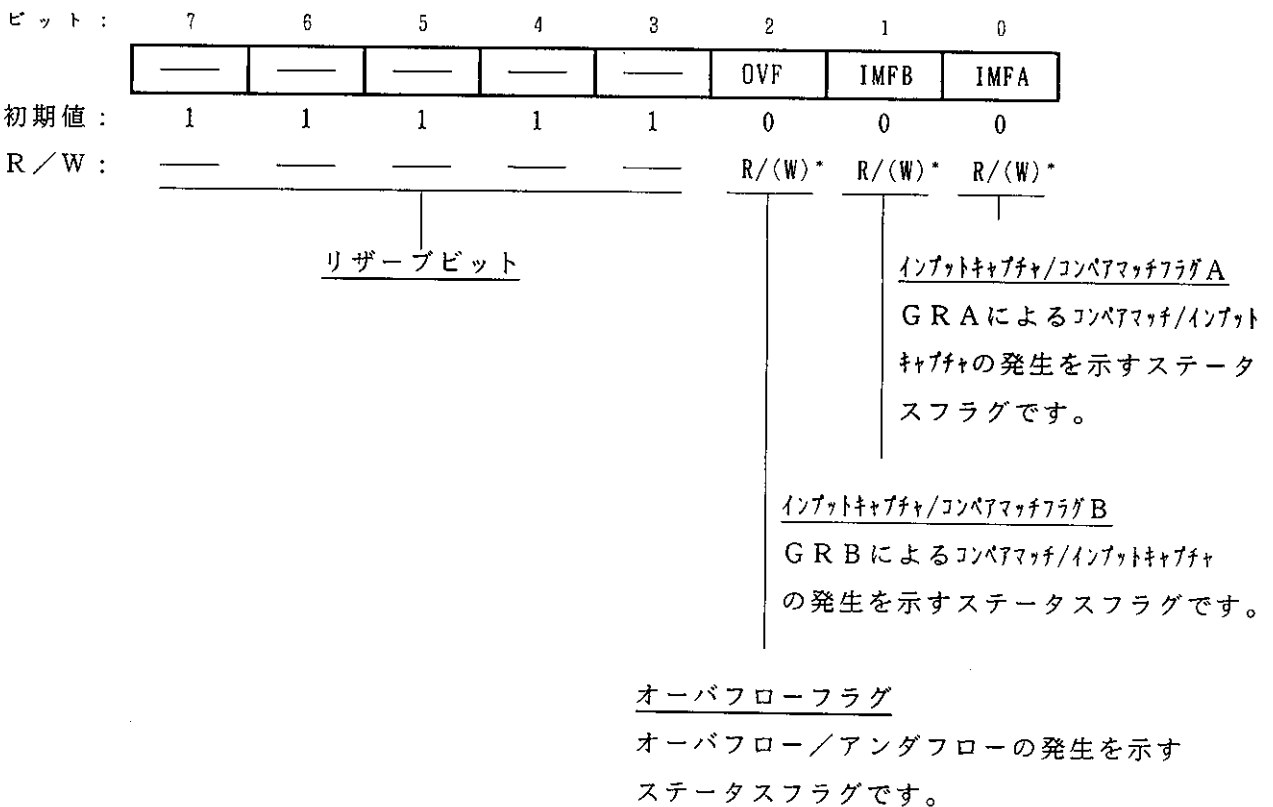 ビット： 7 6 5 4 3 2 1 0
― ― ― ― ― OVF IMFB IMFA
初期値： 1 1 1 1 1 0 0 0
R／W： ― ― ― ― ― R/(W)* R/(W)* R/(W)*
リザーブビット
ｲﾝﾌﾟｯﾄｷｬﾌﾟﾁｬ/ｺﾝﾍﾟｱﾏｯﾁﾌﾗｸﾞA
GRAによるｺﾝﾍﾟｱﾏｯﾁ/ｲﾝﾌﾟｯﾄ
ｷｬﾌﾟﾁｬの発生を示すステータ
スフラグです。
ｲﾝﾌﾟｯﾄｷｬﾌﾟﾁｬ/ｺﾝﾍﾟｱﾏｯﾁﾌﾗｸﾞB
GRBによるｺﾝﾍﾟｱﾏｯﾁ/ｲﾝﾌﾟｯﾄｷｬﾌﾟﾁｬ
の発生を示すステータスフラグです。
オーバフローフラグ
オーバフロー／アンダフローの発生を示す
ステータスフラグです。